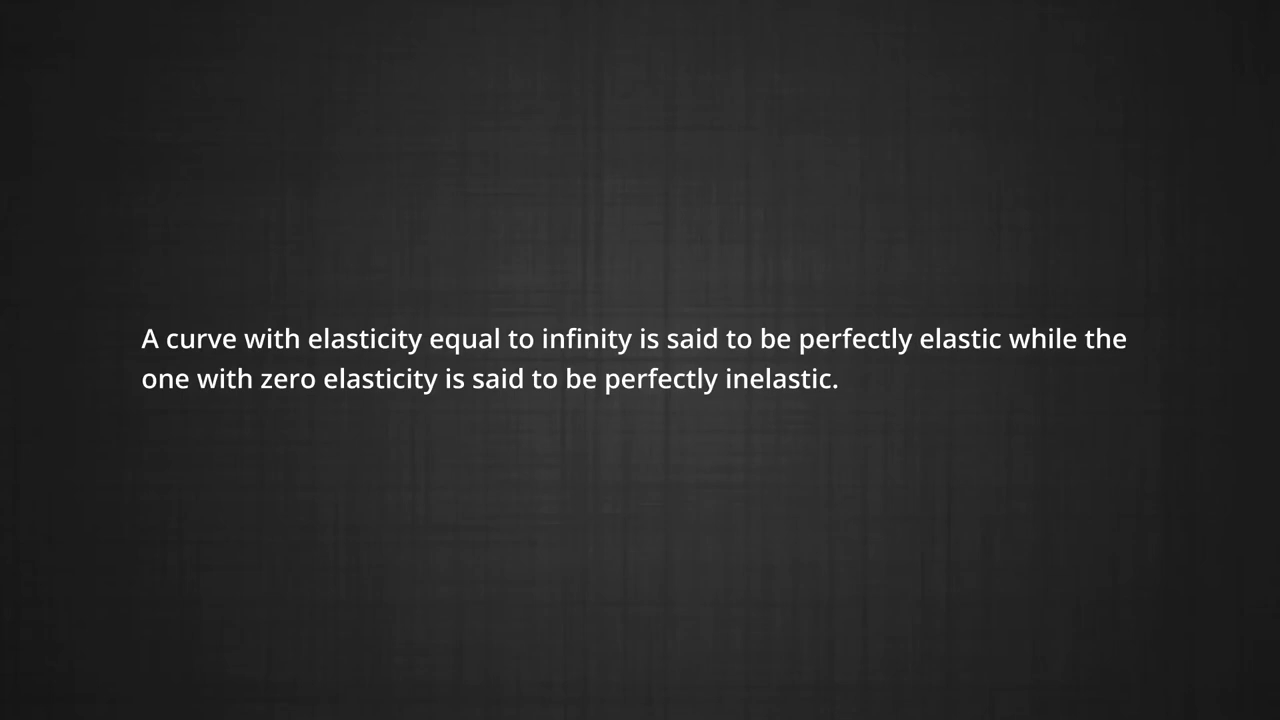 A curve with elasticity equal to infinity is said to be perfectly elastic while the
one with zero elasticity is said to be perfectly inelastic.